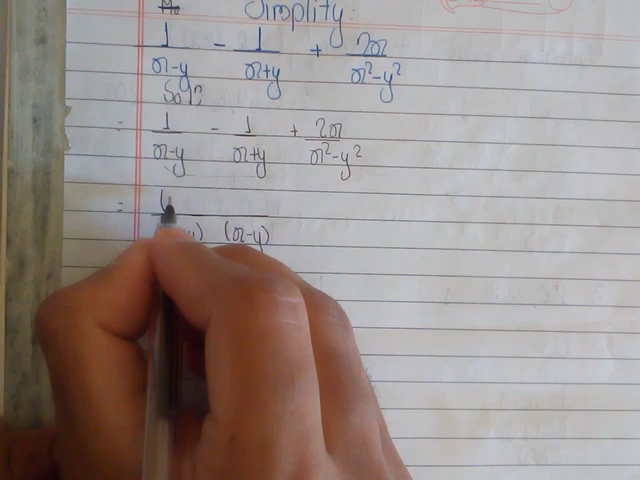 Simplify
1/x-y - 1/x+y + 2x/x²-y²
Solⁿ
= 1/x-y - 1/x+y + 2x/x²-y²
= (
y) (x-y)